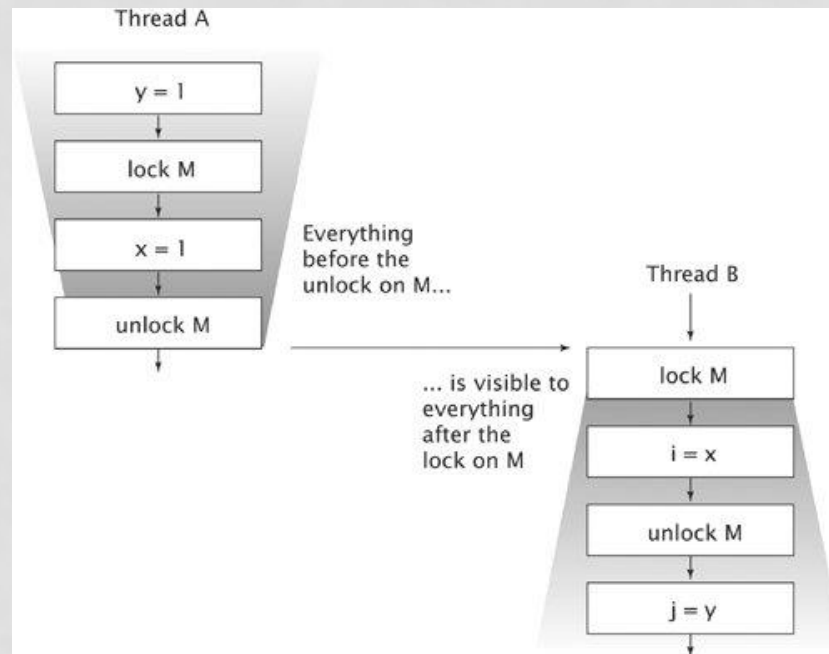 Thread A
y = 1
lock M
x = 1
unlock M
Everything
before the
unlock on M...
Thread B
... is visible to
everything
after the
lock on M
lock M
i = x
unlock M
j = y